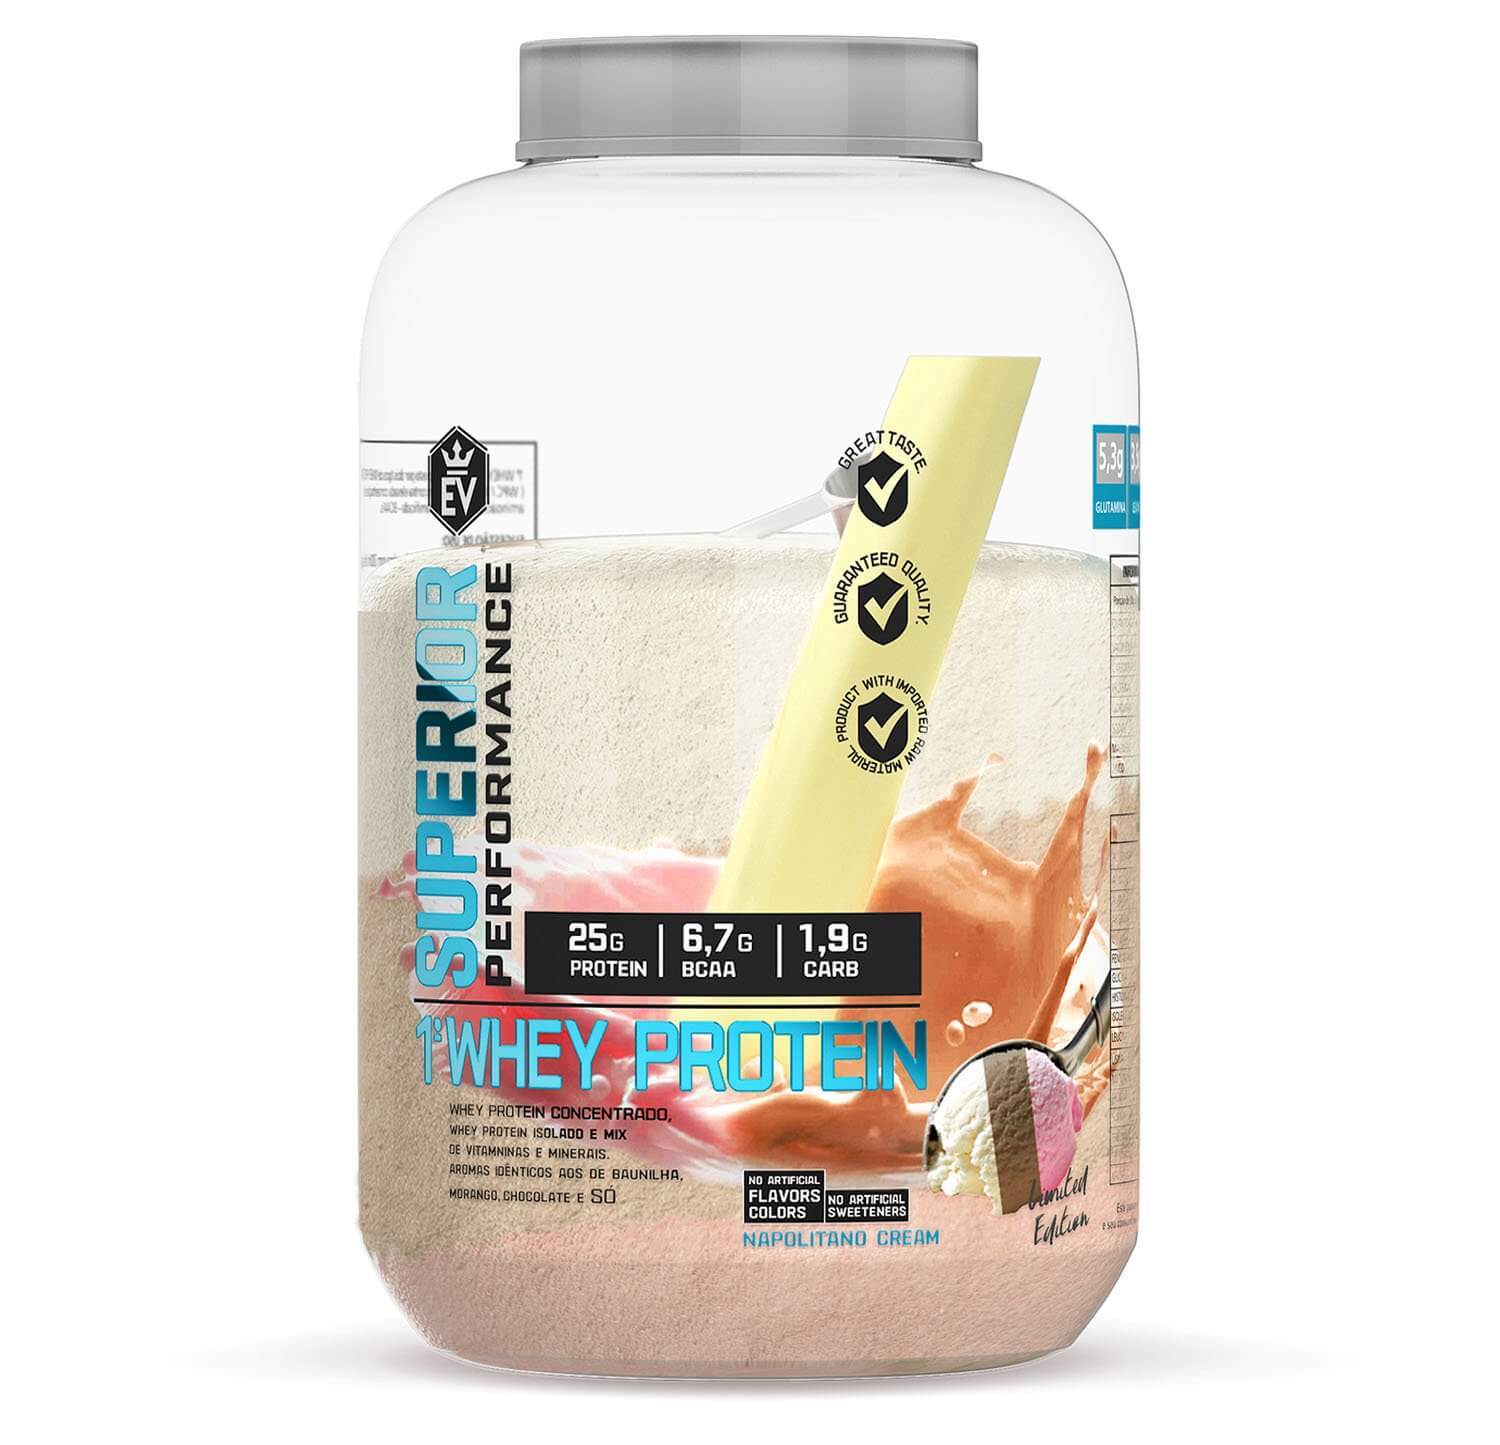 EV
SUPERIOR
PERFORMANCE
GREAT TASTE.
GUARANTEED QUALITY.
PRODUCT WITH IMPORTED RAW MATERIAL.
5,3g
GLUTAMINA
25G PROTEIN | 6,7G BCAA | 1,9G CARB
1ª WHEY PROTEIN
WHEY PROTEIN CONCENTRADO,
WHEY PROTEIN ISOLADO E MIX
DE VITAMNINAS E MINERAIS.
AROMAS IDÊNTICOS AOS DE BAUNILHA,
MORANGO, CHOCOLATE E SÓ
NO ARTIFICIAL
FLAVORS
COLORS
NO ARTIFICIAL
SWEETENERS
NAPOLITANO CREAM
Limited
Edition